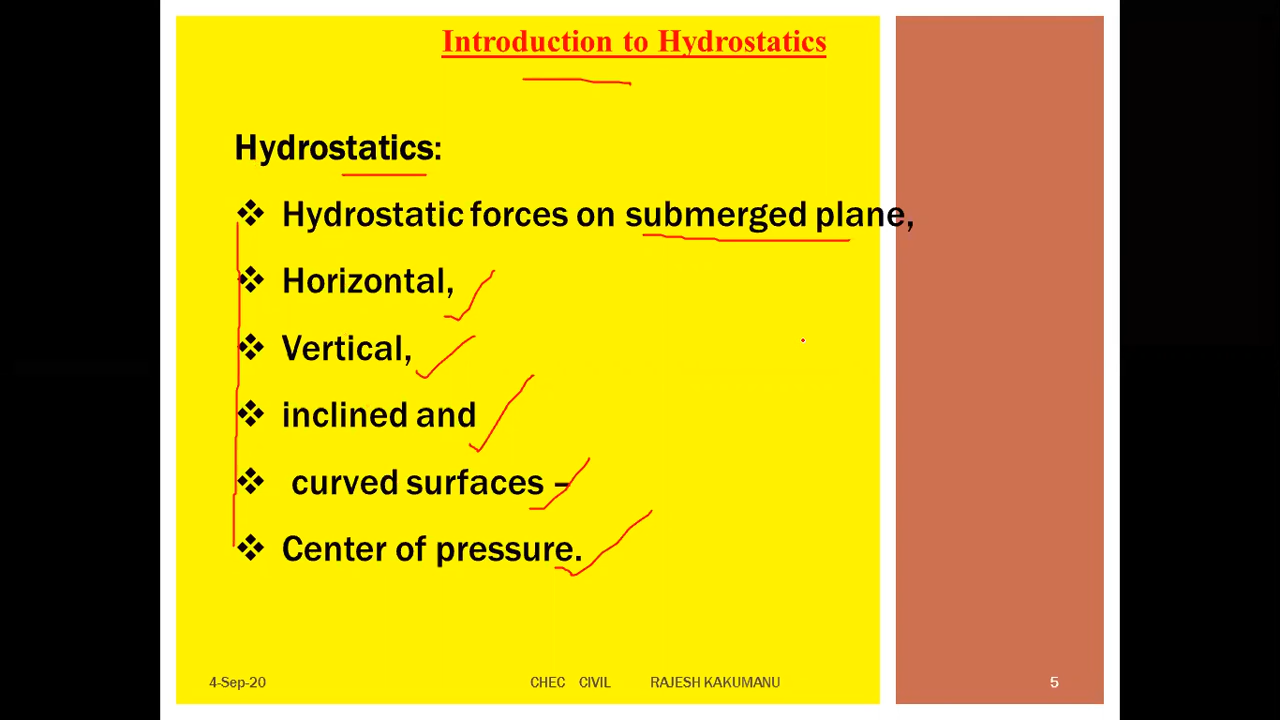 Introduction to Hydrostatics
Hydrostatics:
❖ Hydrostatic forces on submerged plane,
❖ Horizontal,
❖ Vertical,
❖ inclined and
❖ curved surfaces –
❖ Center of pressure.
4-Sep-20 CHEC CIVIL RAJESH KAKUMANU 5